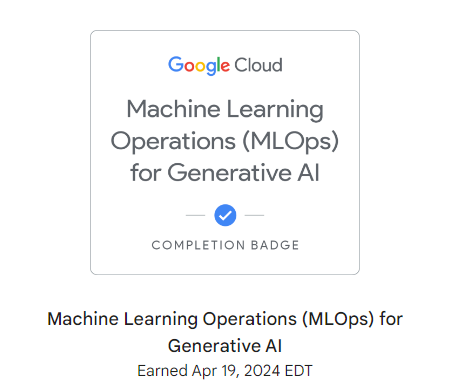 Google Cloud
Machine Learning
Operations (MLOps)
for Generative AI
COMPLETION BADGE
Machine Learning Operations (MLOps) for
Generative AI
Earned Apr 19, 2024 EDT